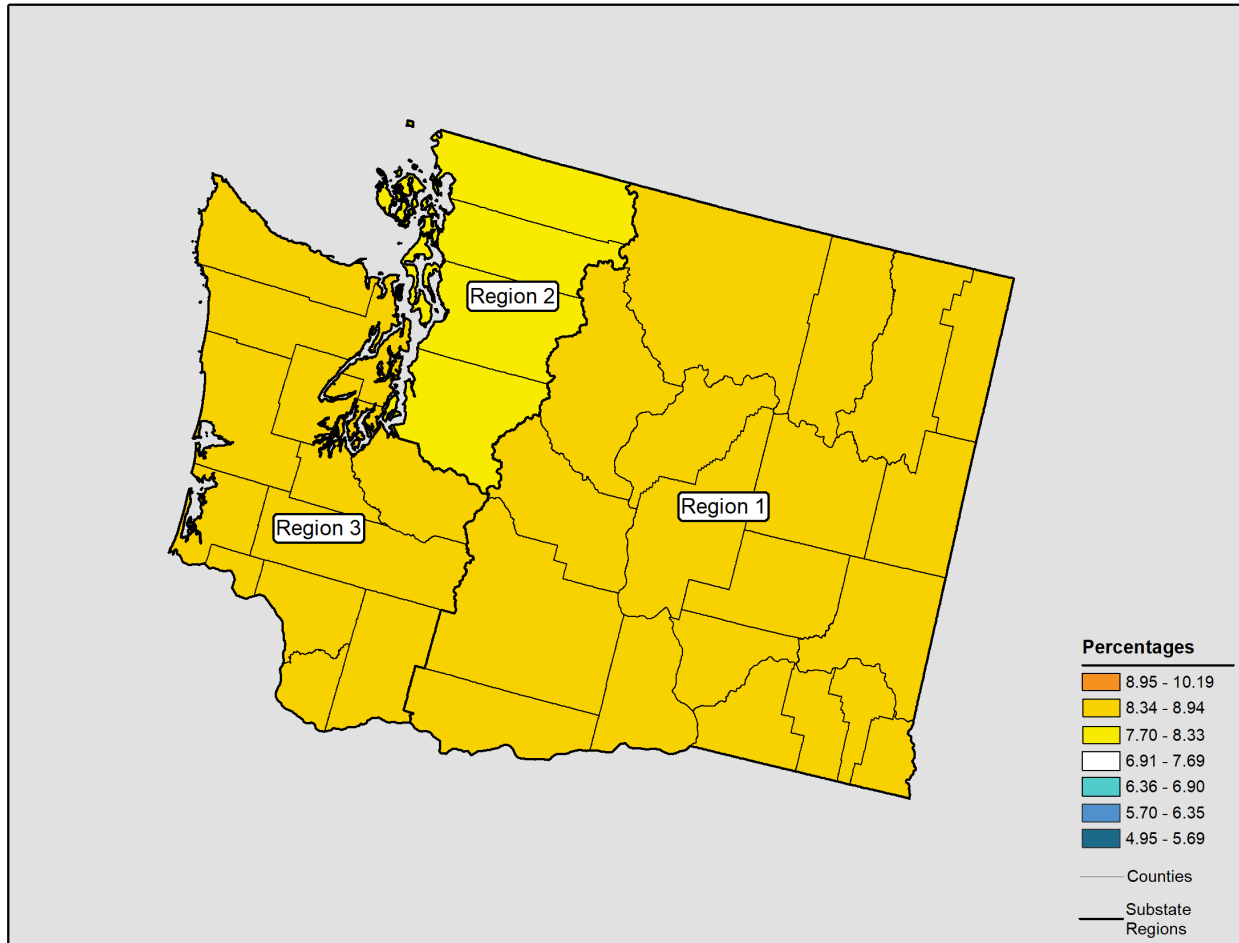 Region 2
Region 1
Region 3
Percentages
8.95 - 10.19
8.34 - 8.94
7.70 - 8.33
6.91 - 7.69
6.36 - 6.90
5.70 - 6.35
4.95 - 5.69
Counties
Substate
Regions